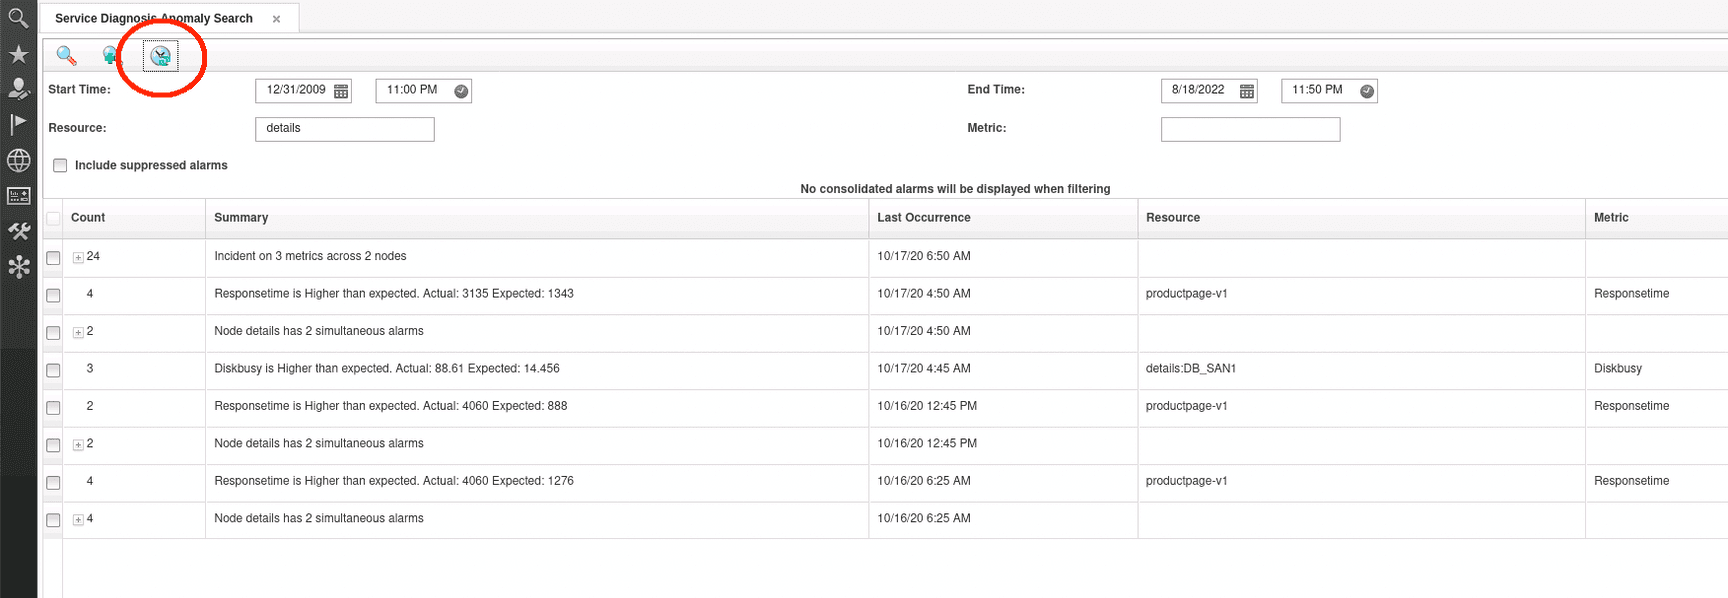 Service Diagnosis Anomaly Search
Start Time: 12/31/2009 11:00 PM End Time: 8/18/2022 11:50 PM
Resource: details Metric:
Include suppressed alarms
No consolidated alarms will be displayed when filtering
Count Summary Last Occurrence Resource Metric
24 Incident on 3 metrics across 2 nodes 10/17/20 6:50 AM
4 Responsetime is Higher than expected. Actual: 3135 Expected: 1343 10/17/20 4:50 AM productpage-v1 Responsetime
2 Node details has 2 simultaneous alarms 10/17/20 4:50 AM
3 Diskbusy is Higher than expected. Actual: 88.61 Expected: 14.456 10/17/20 4:45 AM details:DB_SAN1 Diskbusy
2 Responsetime is Higher than expected. Actual: 4060 Expected: 888 10/16/20 12:45 PM productpage-v1 Responsetime
2 Node details has 2 simultaneous alarms 10/16/20 12:45 PM
4 Responsetime is Higher than expected. Actual: 4060 Expected: 1276 10/16/20 6:25 AM productpage-v1 Responsetime
4 Node details has 2 simultaneous alarms 10/16/20 6:25 AM